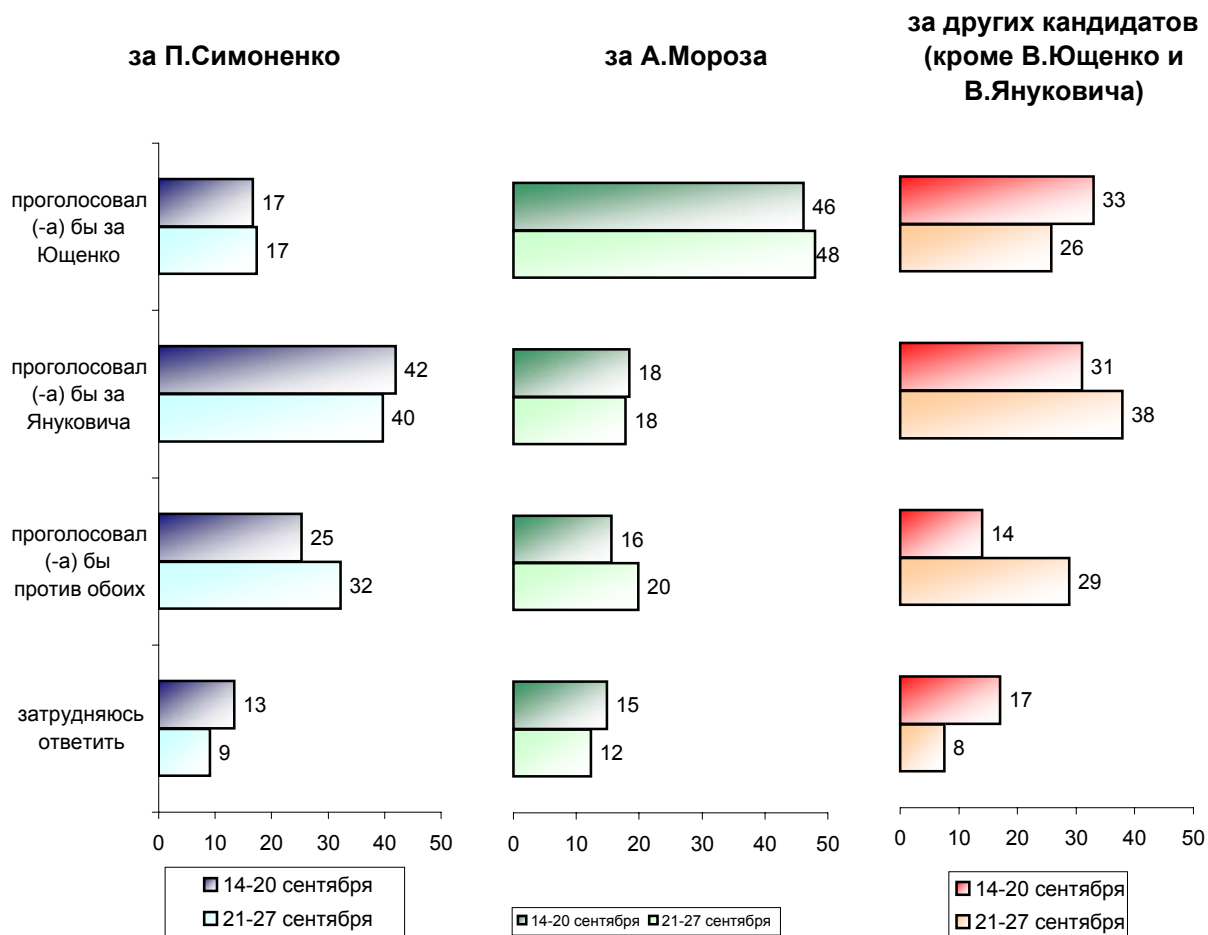 за П.Симоненко
за А.Мороза
за других кандидатов
(кроме В.Ющенко и
В.Януковича)
проголосовал
(-а) бы за
Ющенко
17
17
46
48
33
26
проголосовал
(-а) бы за
Януковича
42
40
18
18
31
38
проголосовал
(-а) бы
против обоих
25
32
16
20
14
29
затрудняюсь
ответить
13
9
15
12
17
8
0 10 20 30 40 50
0 10 20 30 40 50
0 10 20 30 40 50
14-20 сентября
21-27 сентября
14-20 сентября 21-27 сентября
14-20 сентября
21-27 сентября